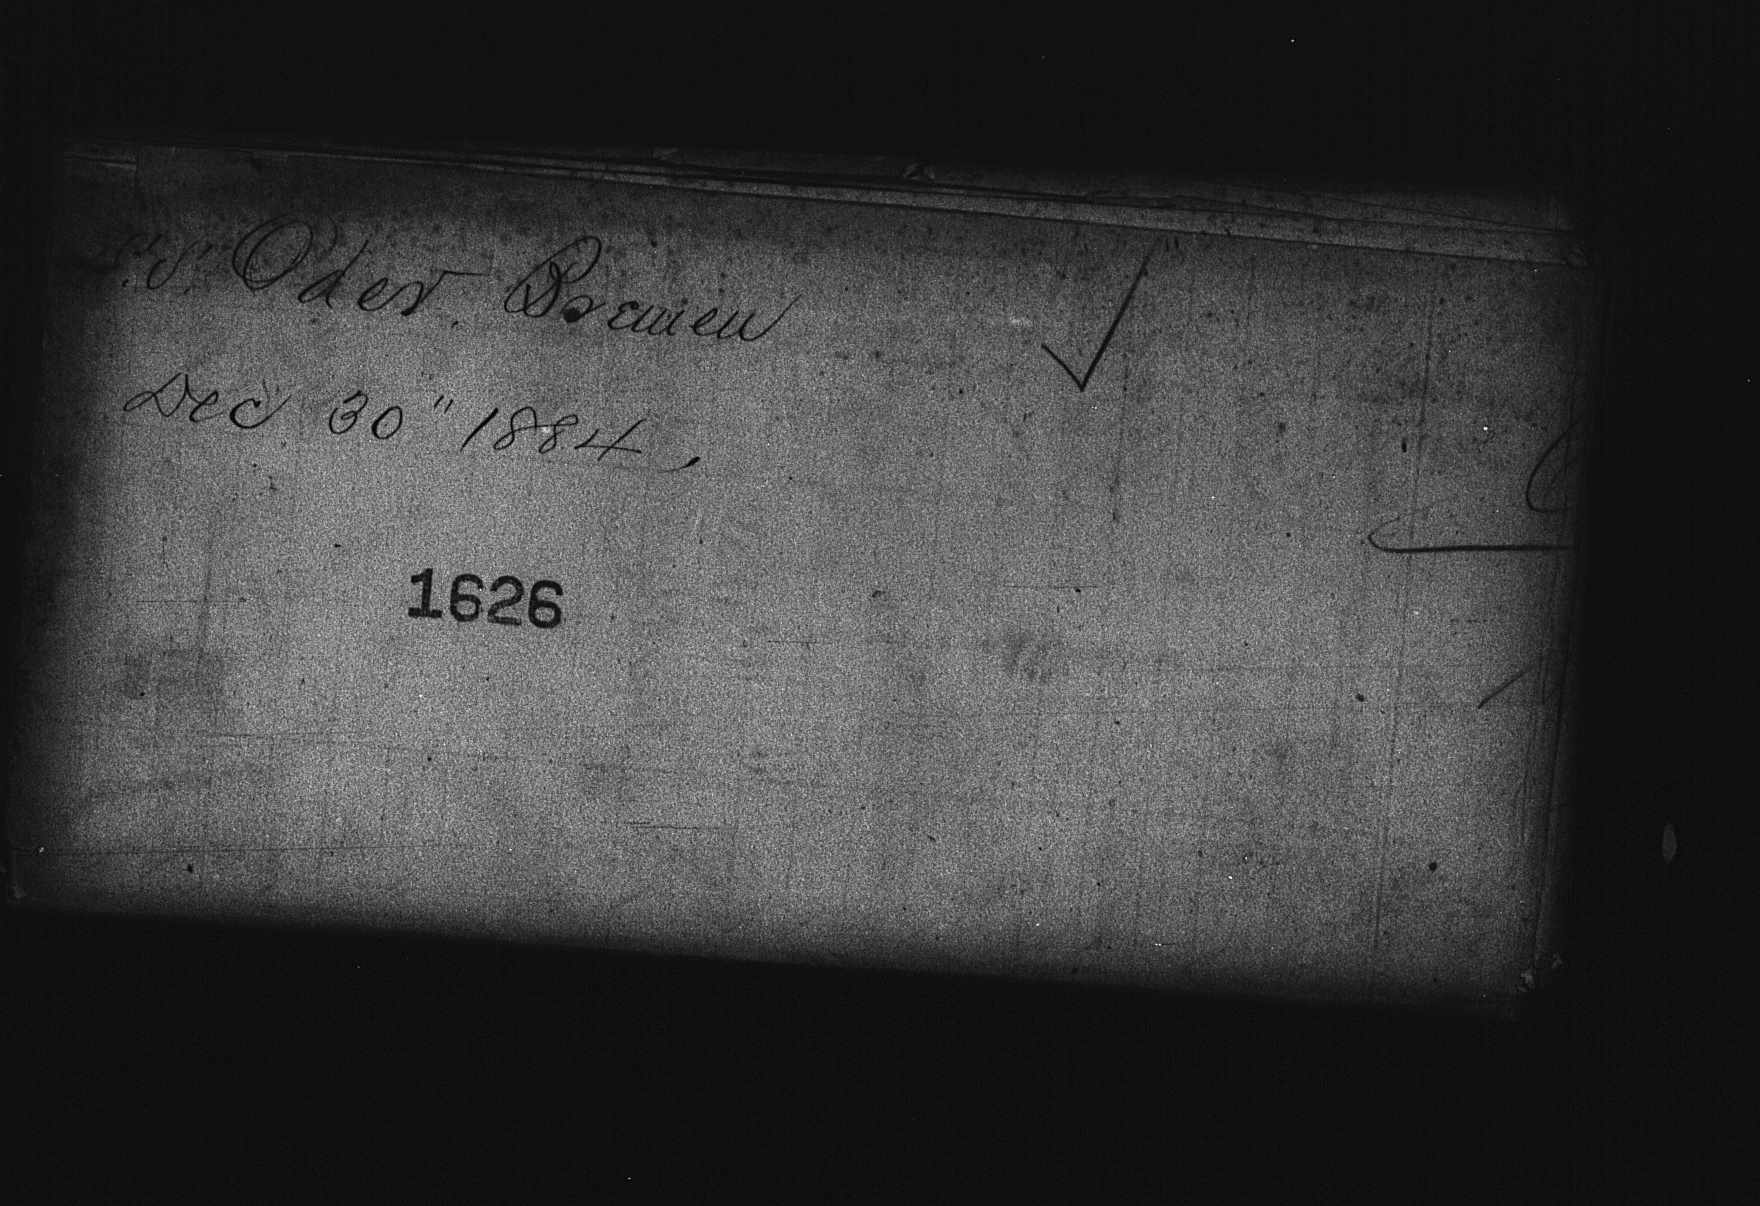 S.S. Oder Bremen
Dec 30" 1884,
1626